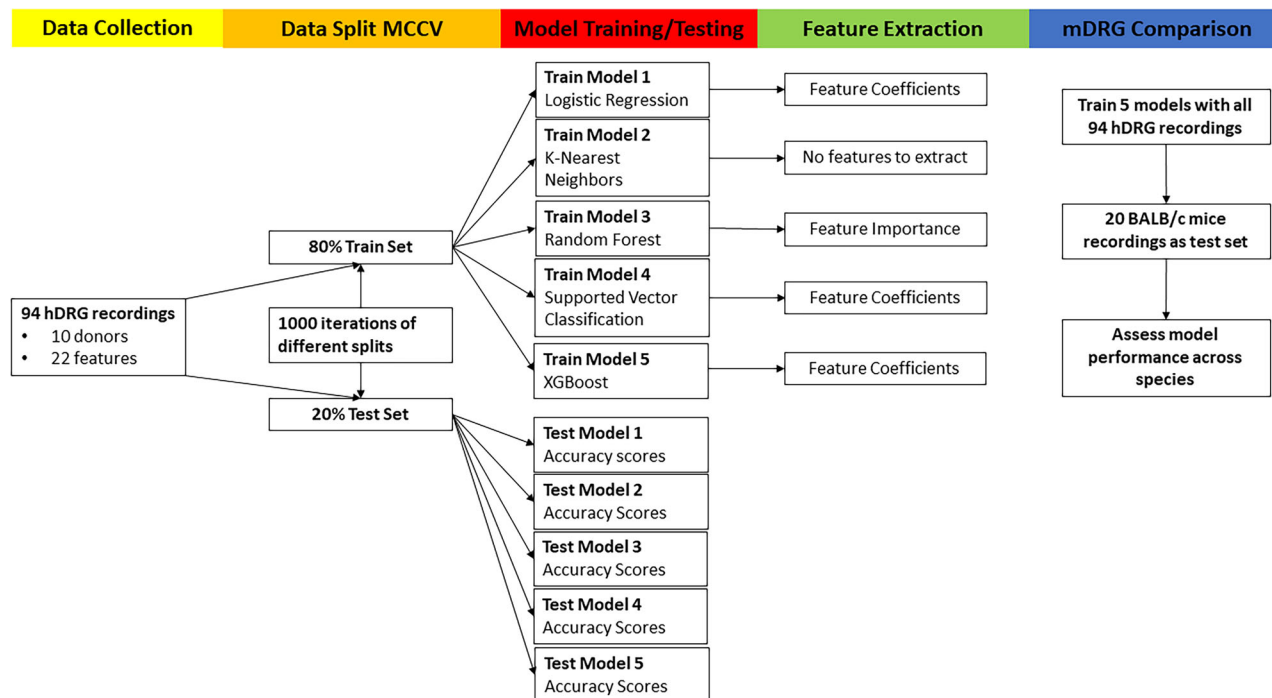 Data Collection
Data Split MCCV
Model Training/Testing
Feature Extraction
mDRG Comparison
94 hDRG recordings
• 10 donors
• 22 features
80% Train Set
1000 iterations of
different splits
20% Test Set
Train Model 1
Logistic Regression
Train Model 2
K-Nearest
Neighbors
Train Model 3
Random Forest
Train Model 4
Supported Vector
Classification
Train Model 5
XGBoost
Test Model 1
Accuracy scores
Test Model 2
Accuracy Scores
Test Model 3
Accuracy Scores
Test Model 4
Accuracy Scores
Test Model 5
Accuracy Scores
Feature Coefficients
No features to extract
Feature Importance
Feature Coefficients
Feature Coefficients
Train 5 models with all
94 hDRG recordings
20 BALB/c mice
recordings as test set
Assess model
performance across
species